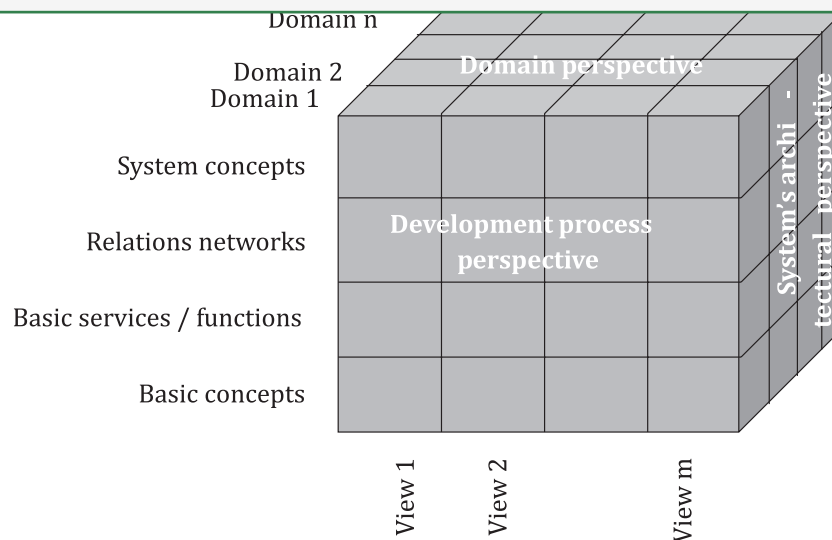 Domain n
Domain 2
Domain 1
Domain perspective
System concepts
Relations networks
Basic services / functions
Basic concepts
Development process
perspective
System's archi -
tectural perspective
View 1
View 2
View m